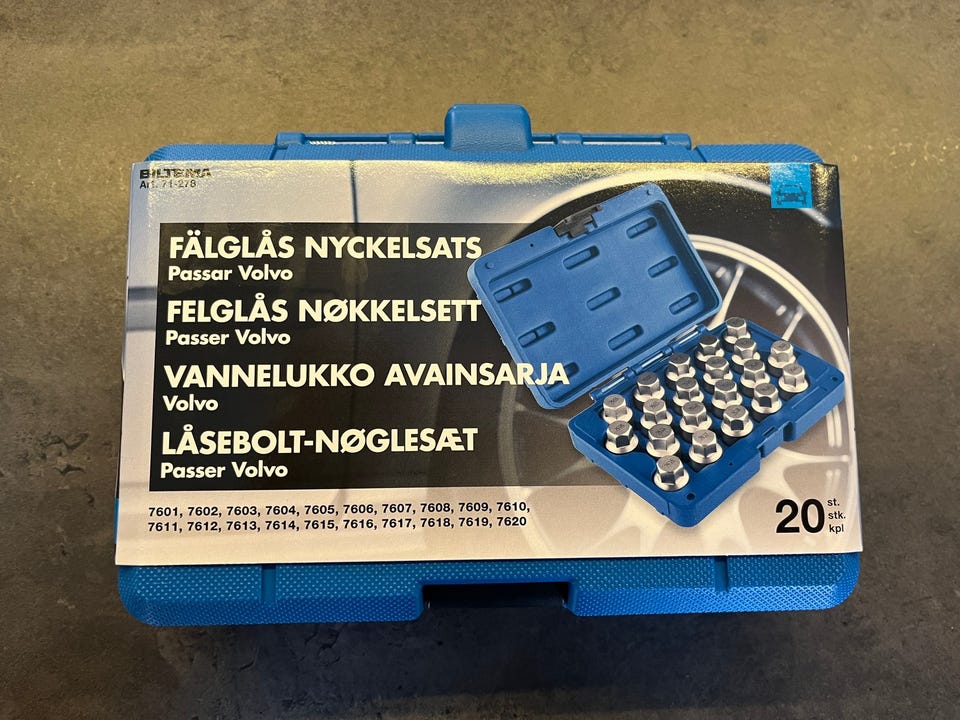 BILTEMA
Art. 71-278
FÄLGLÅS NYCKELSATS
Passar Volvo
FELGLÅS NØKKELSETT
Passer Volvo
VANNELUKKO AVAINSARJA
Volvo
LÅSEBOLT-NØGLESÆT
Passer Volvo
7601, 7602, 7603, 7604, 7605, 7606, 7607, 7608, 7609, 7610,
7611, 7612, 7613, 7614, 7615, 7616, 7617, 7618, 7619, 7620
20 st.
stk.
kpl